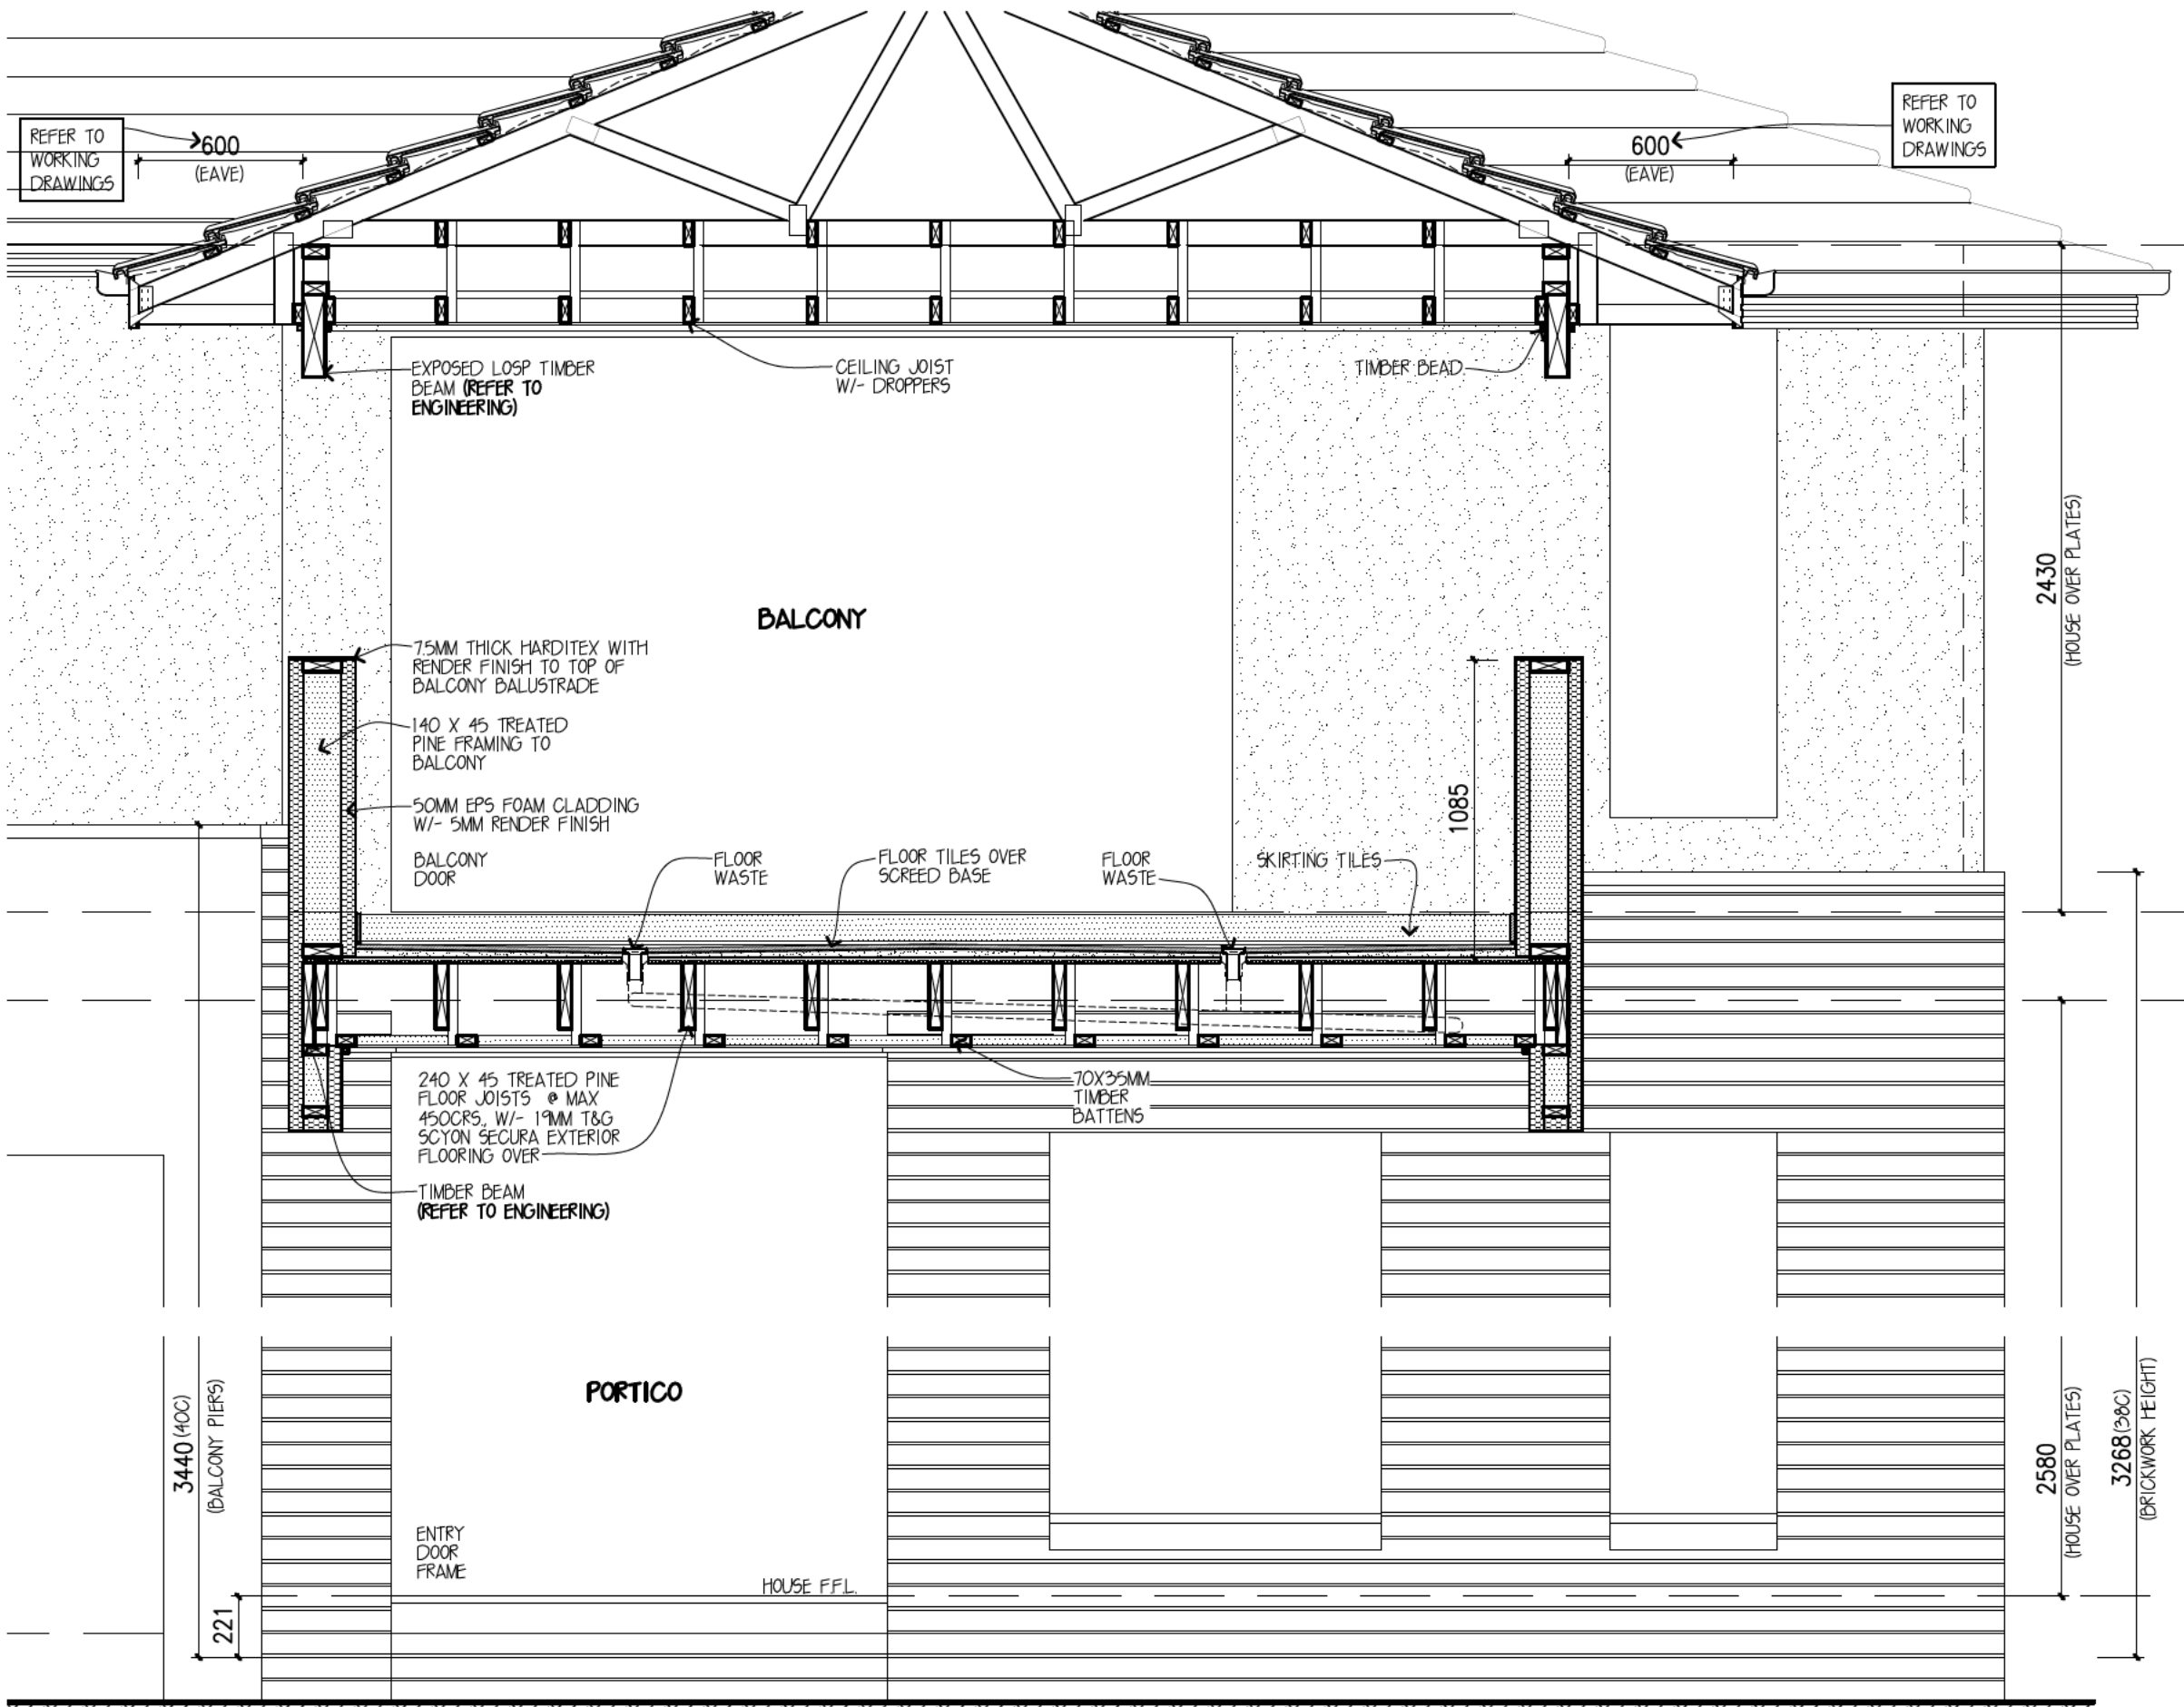 REFER TO
WORKING
DRAWINGS
600
(EAVE)
600
(EAVE)
REFER TO
WORKING
DRAWINGS
EXPOSED LOSP TIMBER
BEAM (REFER TO
ENGINEERING)
CEILING JOIST
W/- DROPPERS
TIMBER BEAD
2430
(HOUSE OVER PLATES)
BALCONY
7.5MM THICK HARDITEX WITH
RENDER FINISH TO TOP OF
BALCONY BALUSTRADE
140 X 45 TREATED
PINE FRAMING TO
BALCONY
50MM EPS FOAM CLADDING
W/- 5MM RENDER FINISH
1085
BALCONY
DOOR
FLOOR
WASTE
FLOOR TILES OVER
SCREED BASE
FLOOR
WASTE
SKIRTING TILES
240 X 45 TREATED PINE
FLOOR JOISTS @ MAX
450CRS., W/- 19MM T&G
SCYON SECURA EXTERIOR
FLOORING OVER
70X35MM
TIMBER
BATTENS
TIMBER BEAM
(REFER TO ENGINEERING)
PORTICO
3440 (40C)
(BALCONY PIERS)
2580
(HOUSE OVER PLATES)
3268 (38C)
(BRICKWORK HEIGHT)
ENTRY
DOOR
FRAME
HOUSE F.F.L.
221